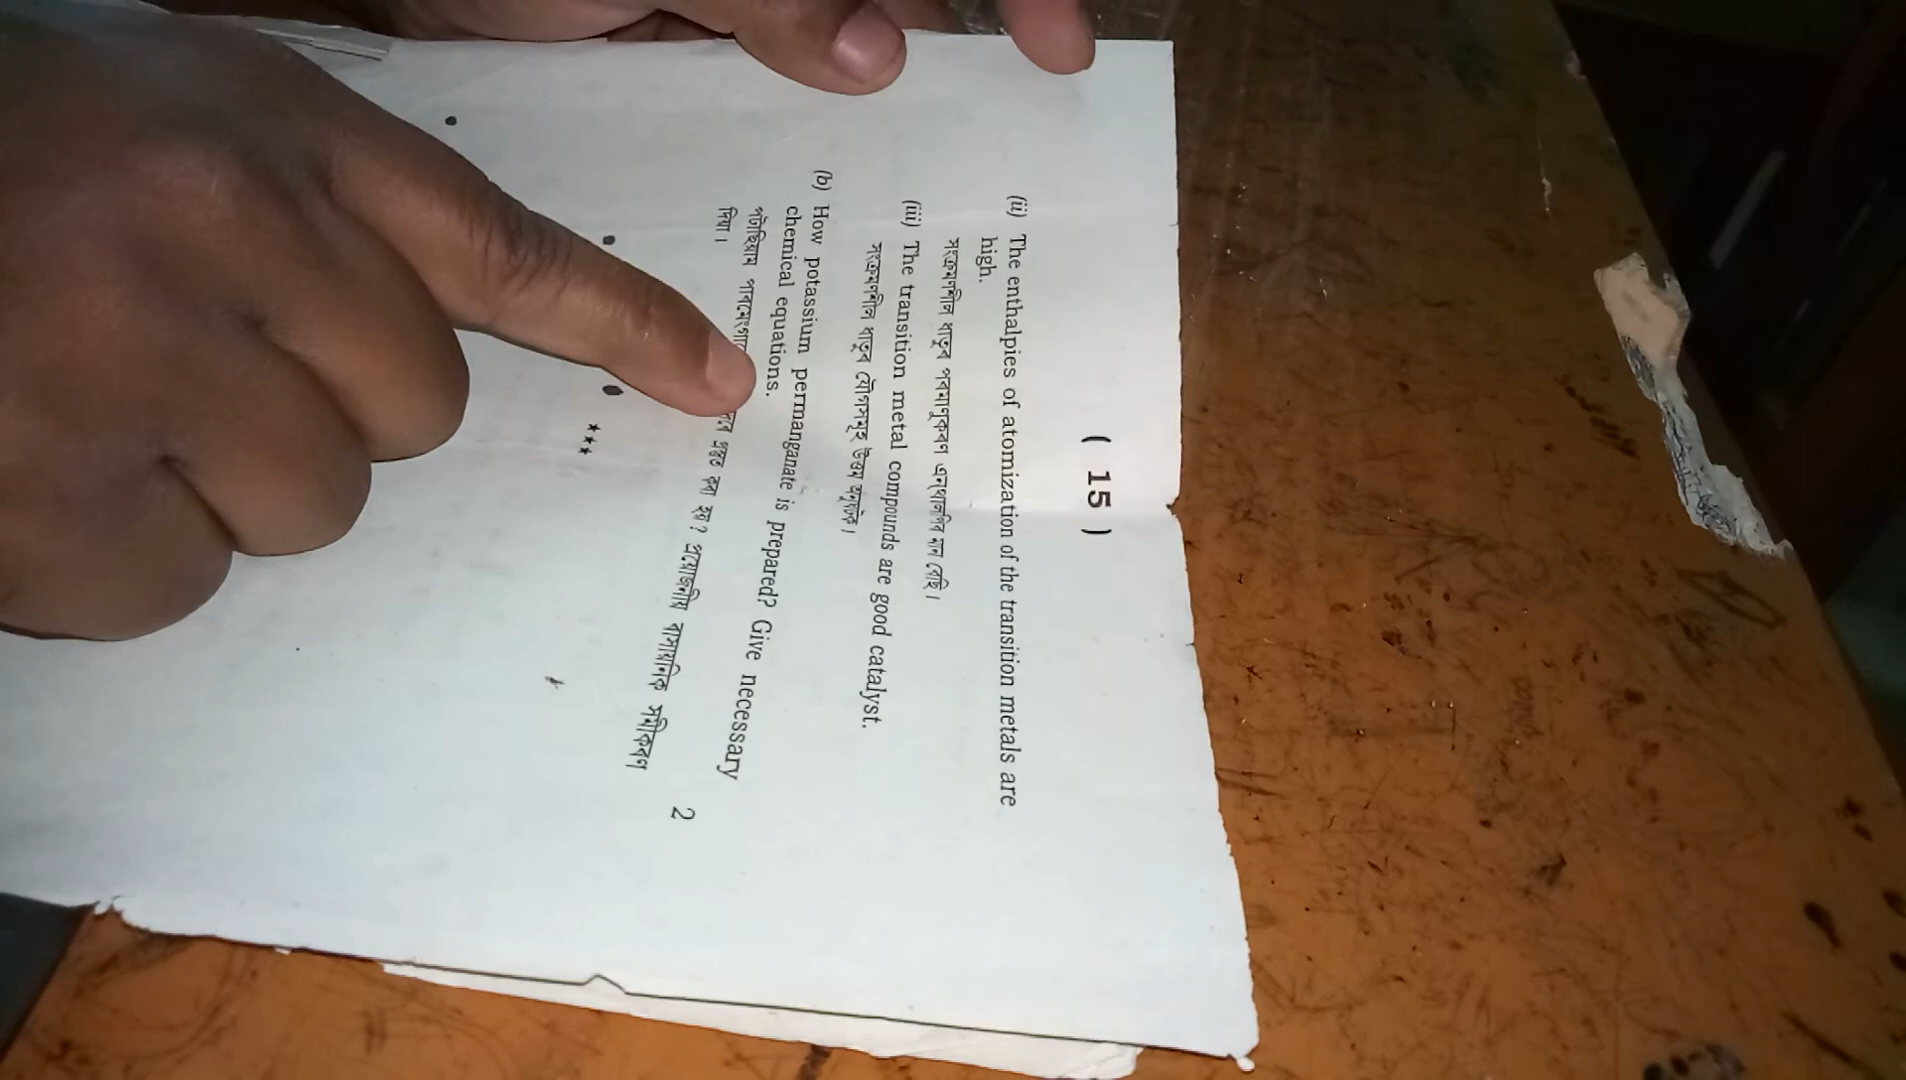 ( 15 )
(ii) The enthalpies of atomization of the transition metals are
high.
সংক্ৰমণশীল ধাতুৰ পৰমাণুকৰণ এনথালপিৰ মান বেছি।
(iii) The transition metal compounds are good catalyst.
সংক্ৰমণশীল ধাতুৰ যৌগসমূহ উত্তম অনুঘটক।
(b) How potassium permanganate is prepared? Give necessary
chemical equations.
পটাছিয়াম প্ৰস্তুত কৰা হয়? প্ৰয়োজনীয় ৰাসায়নিক সমীকৰণ
দিয়া। 2
★★★